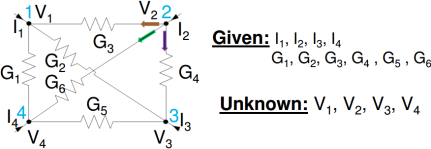 1 V₁ V₂ 2
I₁ I₂
G₃
G₂
G₁ G₆ G₄
G₅
I₄ 4 3 I₃
V₄ V₃
Given: I₁, I₂, I₃, I₄
G₁, G₂, G₃, G₄ , G₅ , G₆
Unknown: V₁, V₂, V₃, V₄